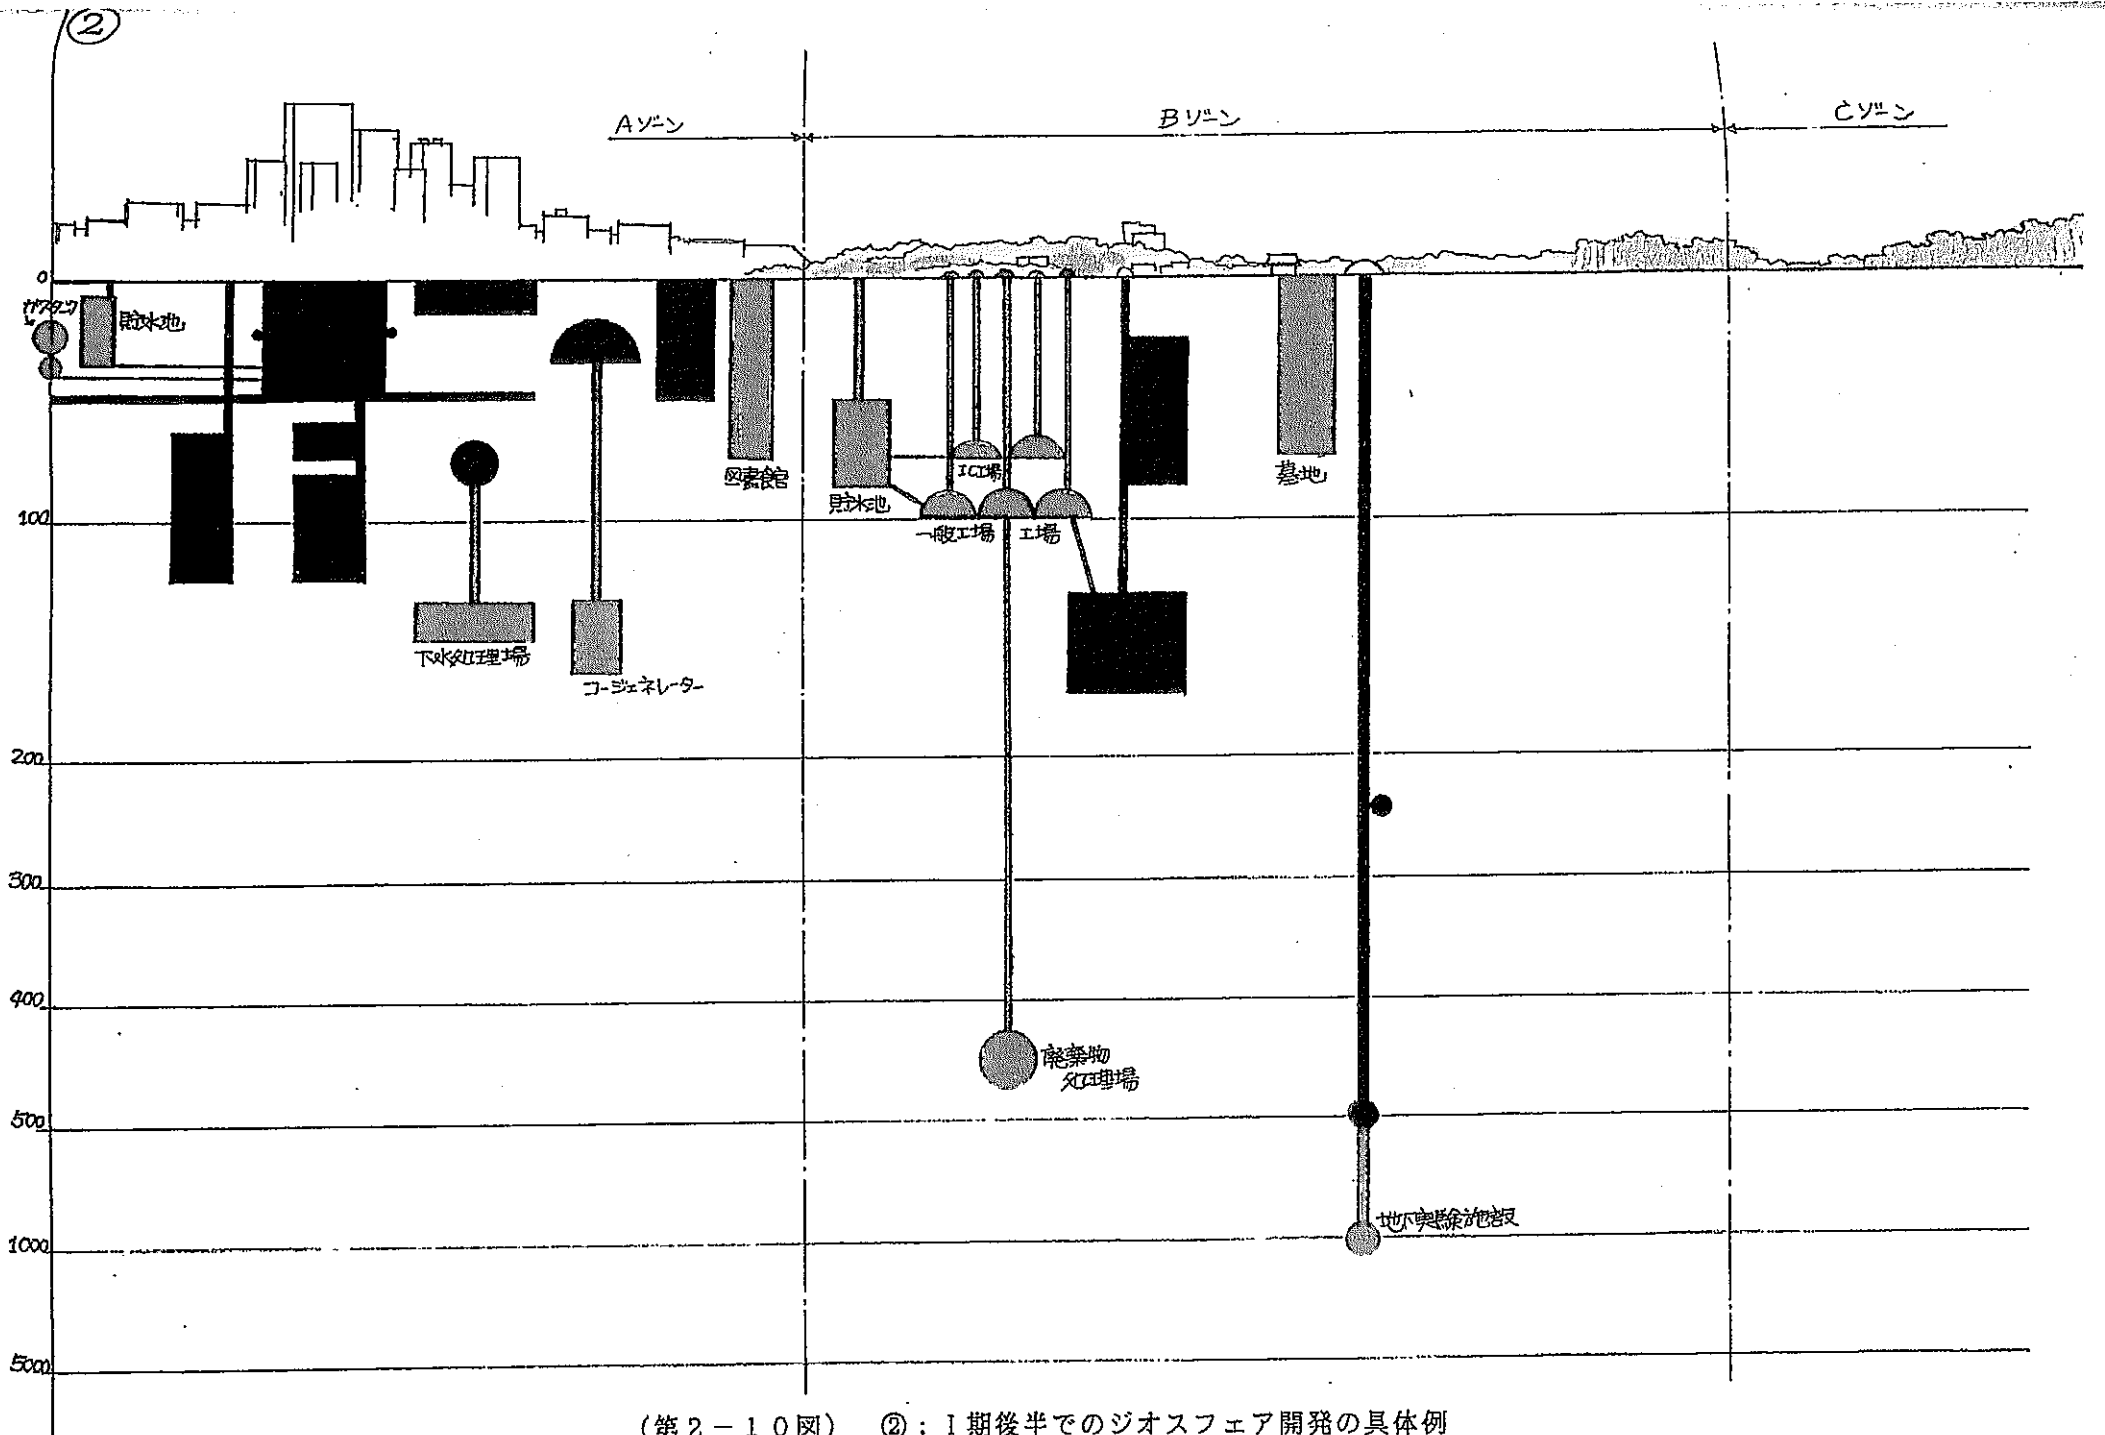 ②
Aゾーン
Bゾーン
Cゾーン
0
ガスタンク
貯水池
図書館
貯水池
IC工場
一般工場
工場
墓地
100
下水処理場
コージェネレーター
200
300
400
廃棄物
処理場
500
地下実験施設
1000
5000
(第2-10図) ②:I期後半でのジオスフェア開発の具体例